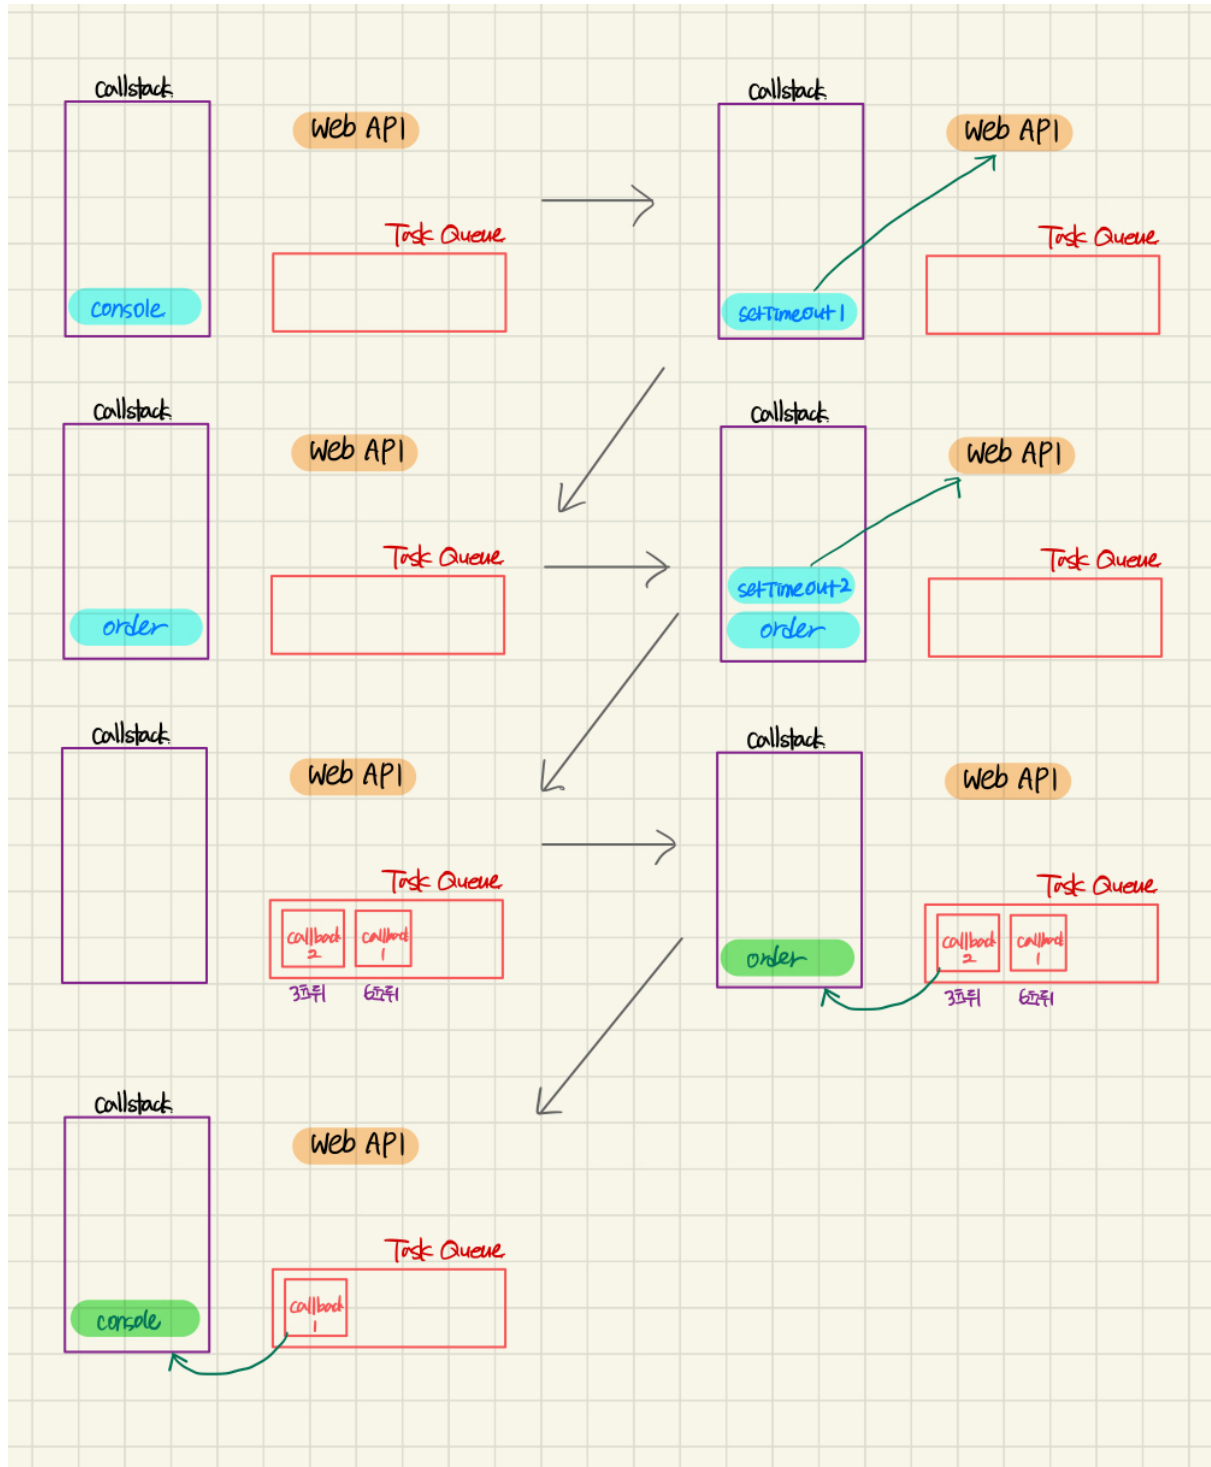 Callstack
Web API
Task Queue
console
Callstack
Web API
Task Queue
setTimeout1
Callstack
Web API
Task Queue
order
Callstack
Web API
Task Queue
setTimeout2
order
Callstack
Web API
Task Queue
callback
2
callback
1
3초뒤
6초뒤
Callstack
Web API
Task Queue
order
callback
2
callback
1
3초뒤
6초뒤
Callstack
Web API
Task Queue
console
callback
1